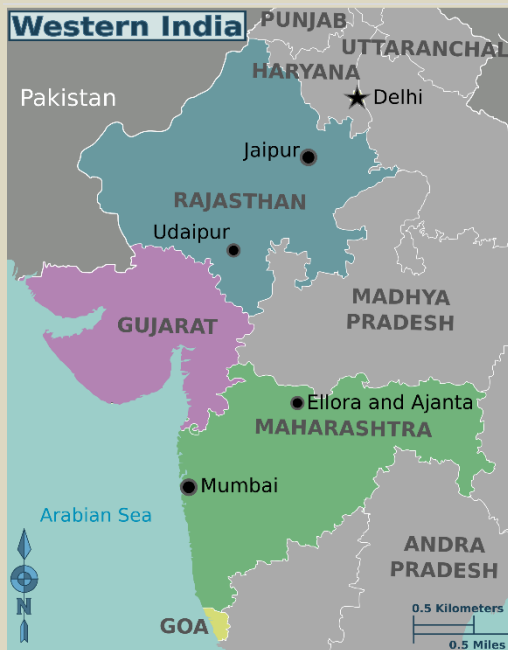 Western India
PUNJAB
UTTARANCHAL
HARYANA
Pakistan
Delhi
Jaipur
RAJASTHAN
Udaipur
MADHYA
PRADESH
GUJARAT
Ellora and Ajanta
MAHARASHTRA
Mumbai
Arabian Sea
ANDRA
PRADESH
N
0.5 Kilometers
GOA
0.5 Miles